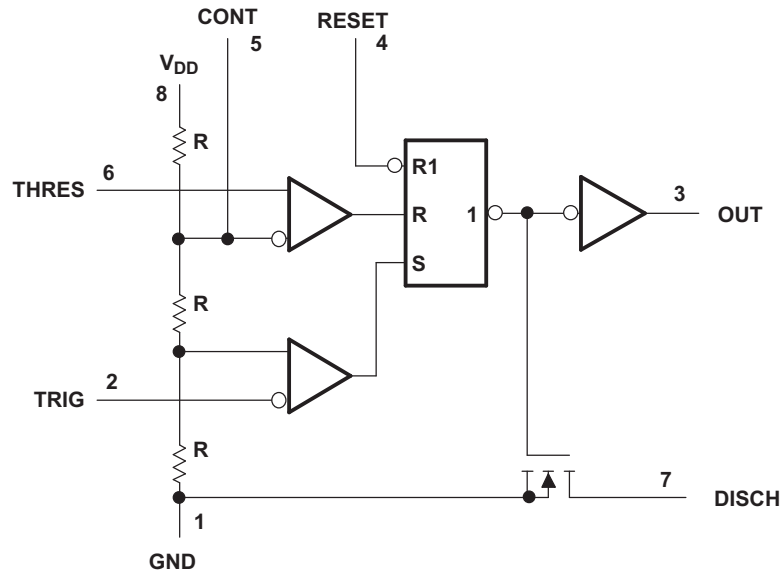 CONT
5
RESET
4
VDD
8
R
6
THRES
R1
R
1
3
OUT
S
R
2
TRIG
R
7
DISCH
1
GND